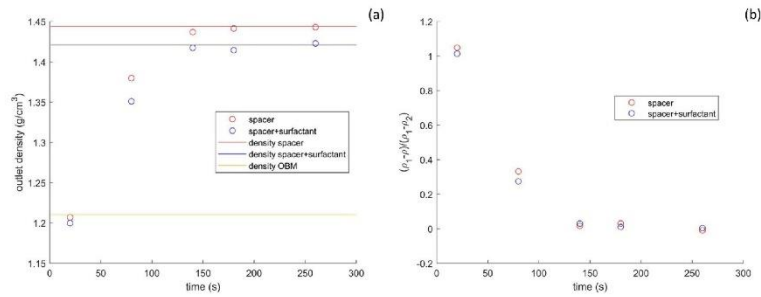 (a)
1.45
1.4
1.35
1.3
1.25
1.2
1.15
outlet density (g/cm³)
spacer
spacer+surfactant
density spacer
density spacer+surfactant
density OBM
0 50 100 150 200 250 300
time (s)
(b)
1.2
1
0.8
0.6
0.4
0.2
0
-0.2
(ρ₁-ρ)/(ρ₁-ρ₂)
spacer
spacer+surfactant
0 50 100 150 200 250 300
time (s)